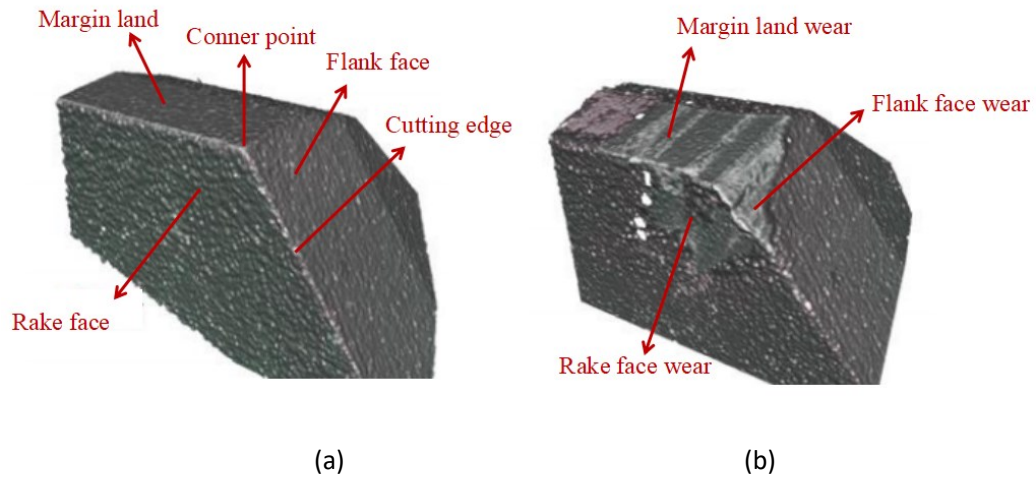 Margin land
Conner point
Flank face
Cutting edge
Rake face
Margin land wear
Flank face wear
Rake face wear
(a)
(b)